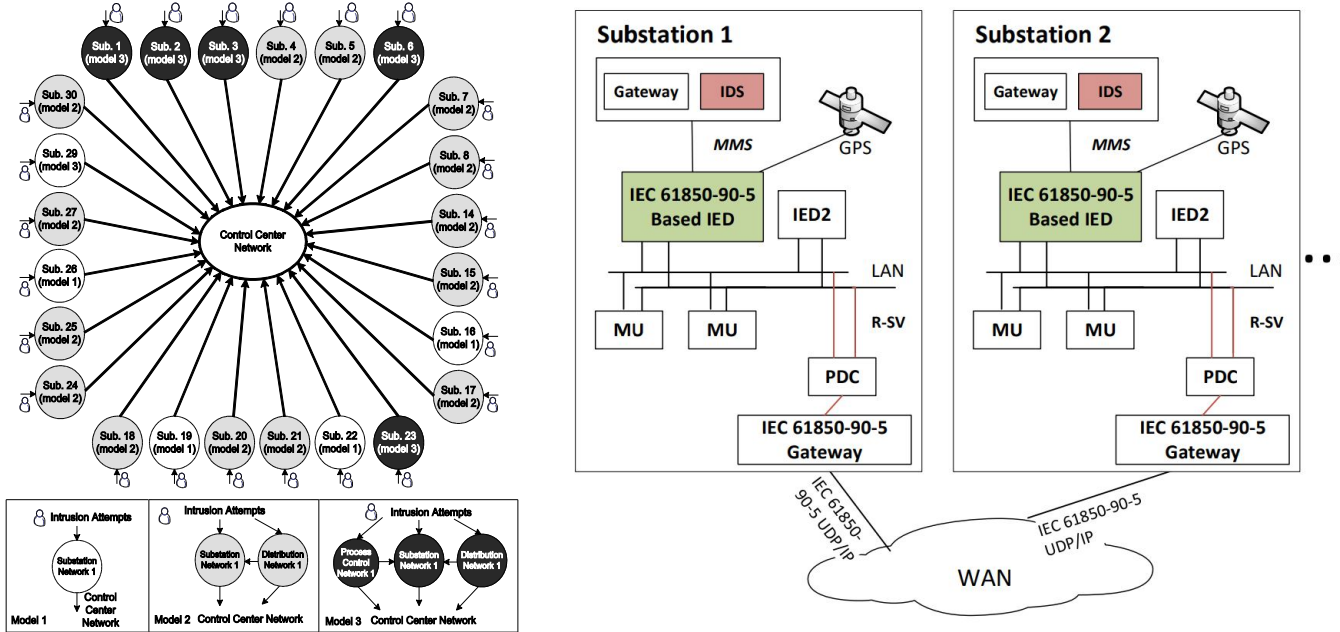 Sub. 1
(model 3)
Sub. 2
(model 3)
Sub. 3
(model 3)
Sub. 4
(model 2)
Sub. 5
(model 2)
Sub. 6
(model 3)
Sub. 30
(model 2)
Sub. 7
(model 2)
Sub. 29
(model 3)
Sub. 8
(model 2)
Sub. 27
(model 2)
Sub. 14
(model 2)
Control Center
Network
Sub. 26
(model 1)
Sub. 15
(model 2)
Sub. 25
(model 2)
Sub. 16
(model 1)
Sub. 24
(model 2)
Sub. 17
(model 2)
Sub. 18
(model 2)
Sub. 19
(model 1)
Sub. 20
(model 2)
Sub. 21
(model 2)
Sub. 22
(model 1)
Sub. 23
(model 3)
Intrusion Attempts
Substation
Network 1
Control
Center
Network
Model 1
Intrusion Attempts
Substation
Network 1
Distribution
Network 1
Model 2 Control Center Network
Intrusion Attempts
Process
Control
Network 1
Substation
Network 1
Distribution
Network 1
Model 3 Control Center Network
Substation 1
Gateway
IDS
MMS
GPS
IEC 61850-90-5
Based IED
IED2
LAN
MU
MU
R-SV
PDC
IEC 61850-90-5
Gateway
Substation 2
Gateway
IDS
MMS
GPS
IEC 61850-90-5
Based IED
IED2
LAN
MU
MU
R-SV
PDC
IEC 61850-90-5
Gateway
..
IEC 61850-
90-5 UDP/IP
IEC 61850-90-5
UDP/IP
WAN